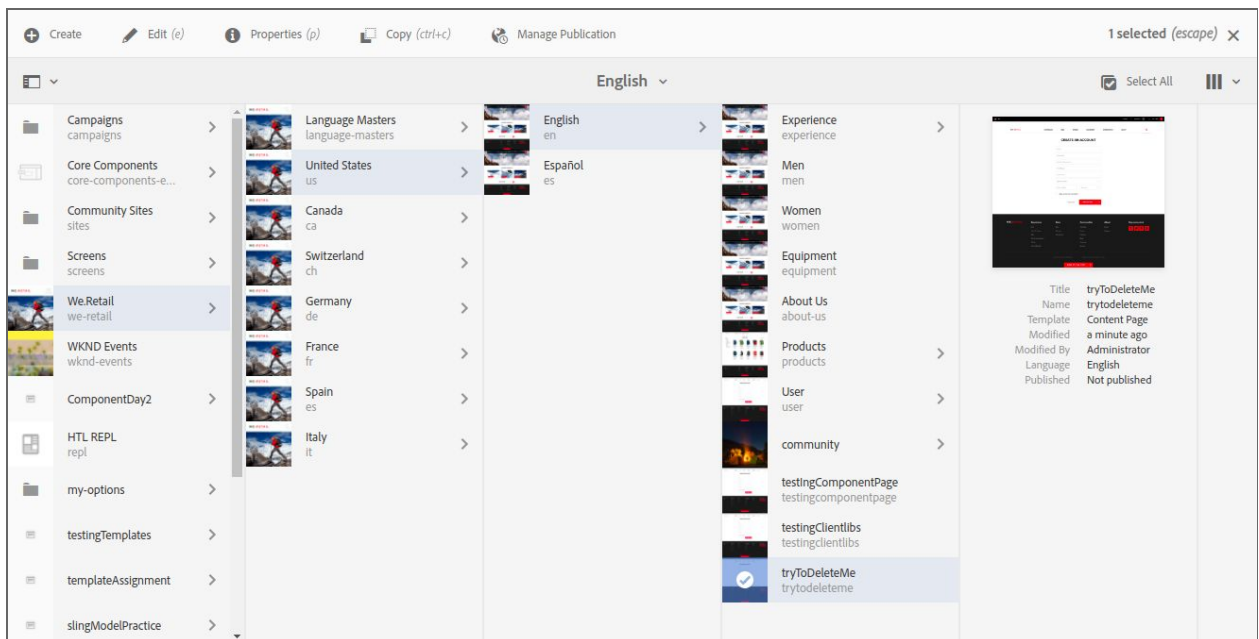 Create Edit (e) Properties (p) Copy (ctrl+c) Manage Publication 1 selected (escape)
English Select All
Campaigns
campaigns
Core Components
core-components-e...
Community Sites
sites
Screens
screens
We.Retail
we-retail
WKND Events
wknd-events
ComponentDay2
HTL REPL
repl
my-options
testingTemplates
templateAssignment
slingModelPractice
Language Masters
language-masters
United States
us
Canada
ca
Switzerland
ch
Germany
de
France
fr
Spain
es
Italy
it
English
en
Español
es
Experience
experience
Men
men
Women
women
Equipment
equipment
About Us
about-us
Products
products
User
user
community
testingComponentPage
testingcomponentpage
testingClientlibs
testingclientlibs
tryToDeleteMe
trytodeleteme
CREATE AN ACCOUNT
Title tryToDeleteMe
Name trytodeleteme
Template Content Page
Modified a minute ago
Modified By Administrator
Language English
Published Not published